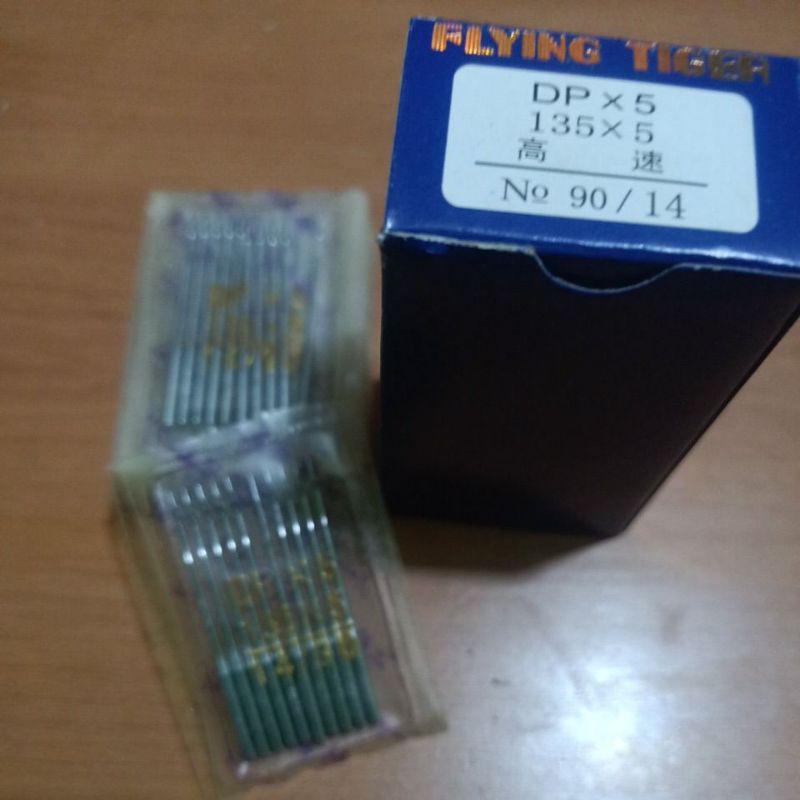 FLYING TIGER
DP × 5
135 × 5
高 速
№ 90 / 14